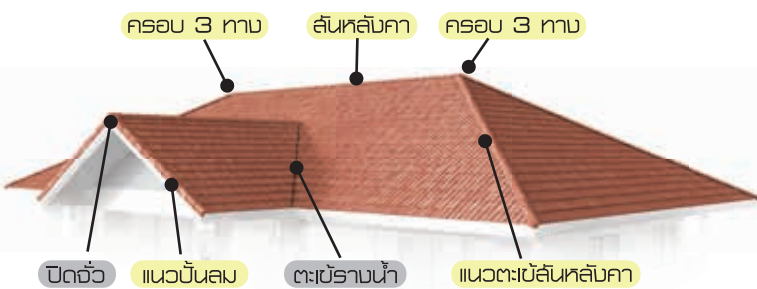 ครอบ 3 ทาง สันหลังคา ครอบ 3 ทาง
ปิดจั่ว แนวปั้นลม ตะเข้รางน้ำ แนวตะเข้สันหลังคา